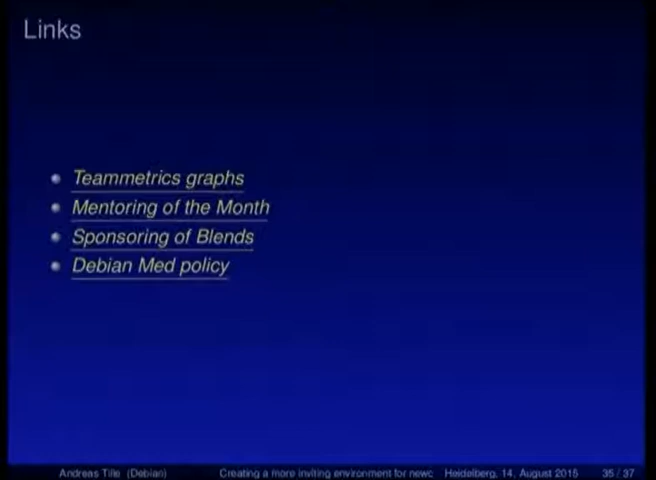 Links
Teammetrics graphs
Mentoring of the Month
Sponsoring of Blends
Debian Med policy
Andreas Tille (Debian) Creating a more inviting environment for newc Heidelberg, 14. August 2015 35 / 37